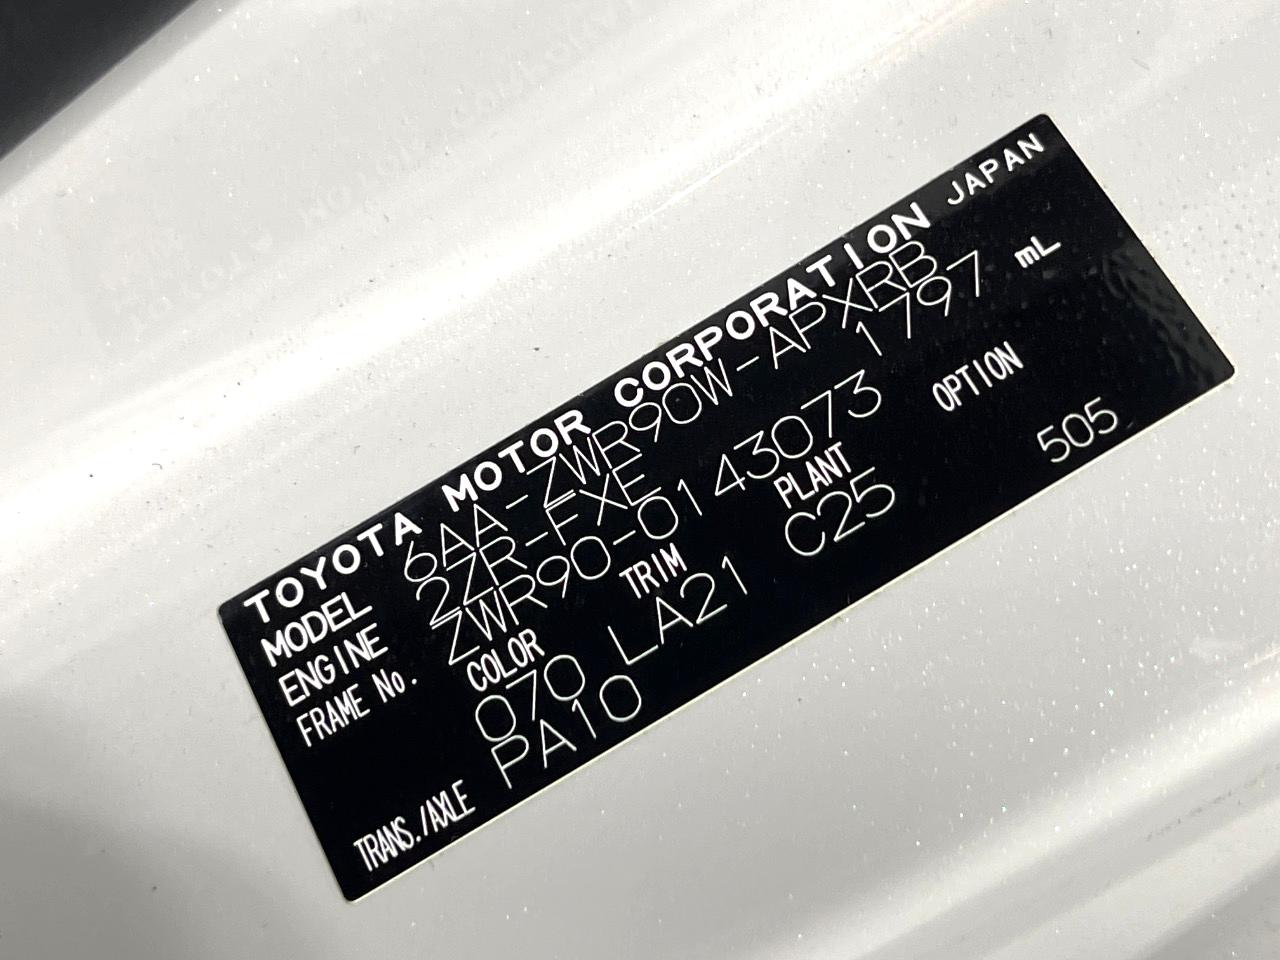 TOYOTA MOTOR CORPORATION JAPAN
MODEL 6AA-ZWR90W-APXRB
ENGINE 2ZR-FXE 1797 mL
FRAME No. ZWR90-0143073
COLOR TRIM PLANT OPTION
070 LA21 C25 505
TRANS./AXLE PA10